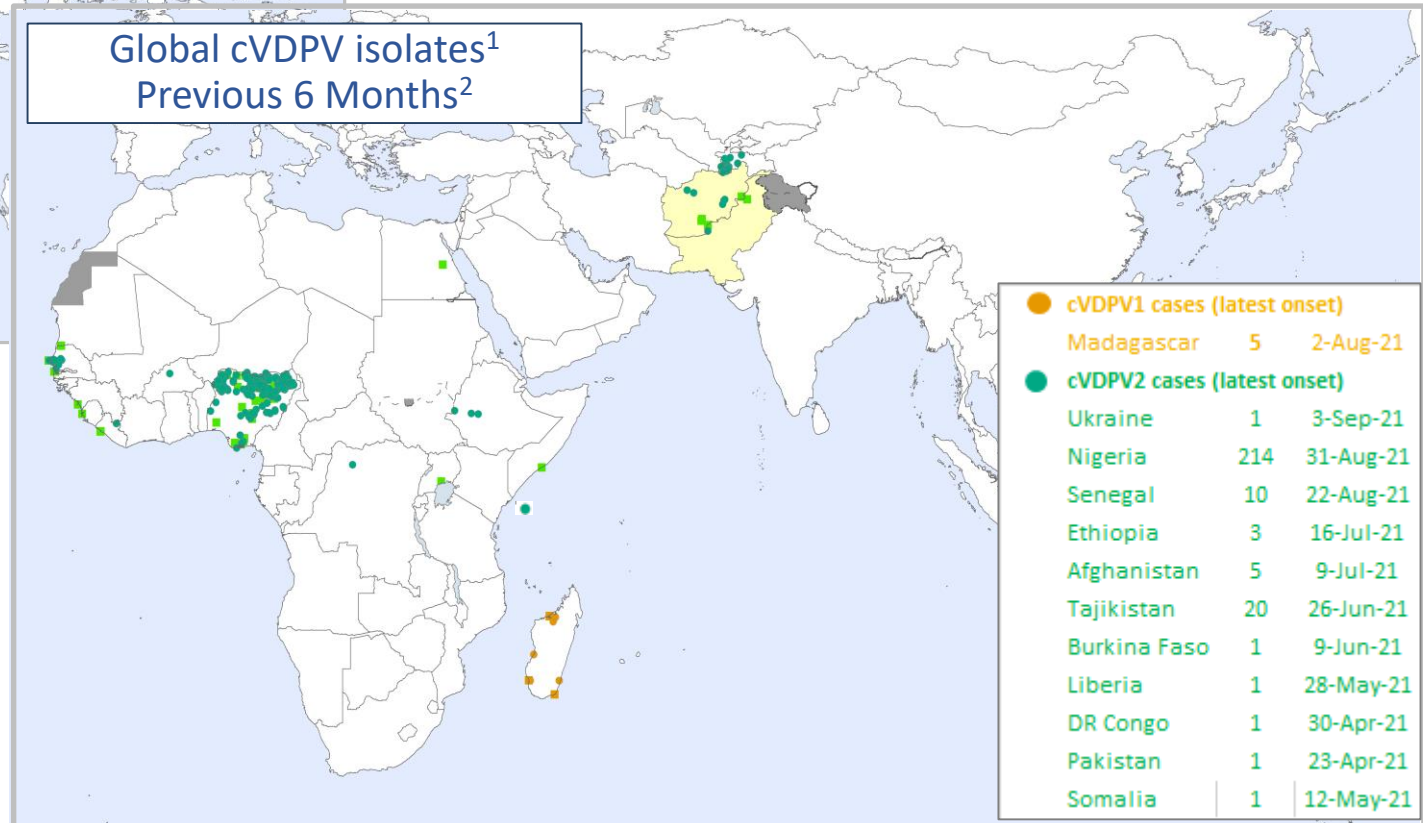 Global cVDPV isolates1
Previous 6 Months2
cVDPV1 cases (latest onset)
Madagascar 5 2-Aug-21
cVDPV2 cases (latest onset)
Ukraine 1 3-Sep-21
Nigeria 214 31-Aug-21
Senegal 10 22-Aug-21
Ethiopia 3 16-Jul-21
Afghanistan 5 9-Jul-21
Tajikistan 20 26-Jun-21
Burkina Faso 1 9-Jun-21
Liberia 1 28-May-21
DR Congo 1 30-Apr-21
Pakistan 1 23-Apr-21
Somalia 1 12-May-21